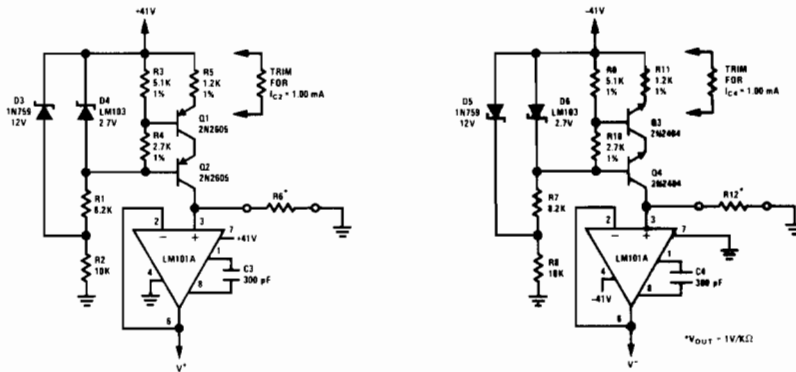 +41V
R3
5.1K
1%
R5
1.2K
1%
TRIM
FOR
IC2 = 1.00 mA
D3
1N759
12V
D4
LM103
2.7V
Q1
2N2605
R4
2.7K
1%
Q2
2N2605
R1
8.2K
R6*
2
3
7
+41V
LM101A
1
4
C3
300 pF
8
R2
10K
6
V+
-41V
R9
5.1K
1%
R11
1.2K
1%
TRIM
FOR
IC4 = 1.00 mA
D5
1N759
12V
D6
LM103
2.7V
Q3
2N2484
R10
2.7K
1%
Q4
2N2484
R7
8.2K
R12*
2
3
7
LM101A
1
4
-41V
C4
300 pF
8
R8
10K
6
V-
*VOUT - 1V/KΩ